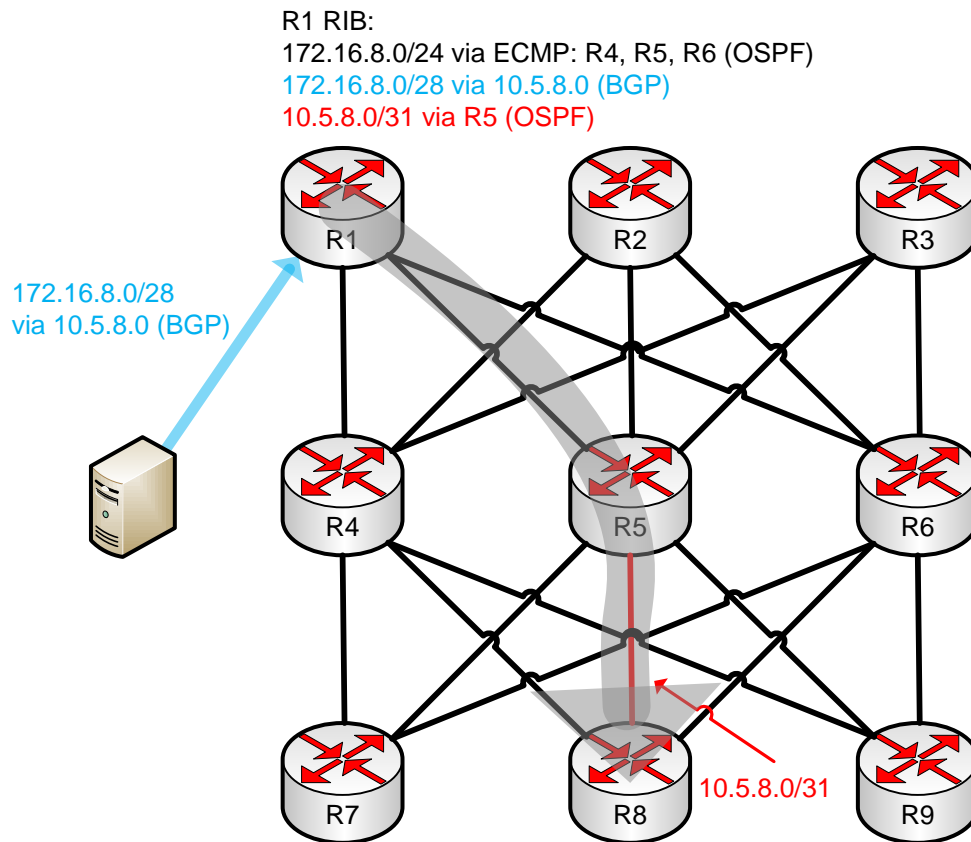 R1 RIB:
172.16.8.0/24 via ECMP: R4, R5, R6 (OSPF)
172.16.8.0/28 via 10.5.8.0 (BGP)
10.5.8.0/31 via R5 (OSPF)
R1
R2
R3
172.16.8.0/28
via 10.5.8.0 (BGP)
R4
R5
R6
10.5.8.0/31
R7
R8
R9